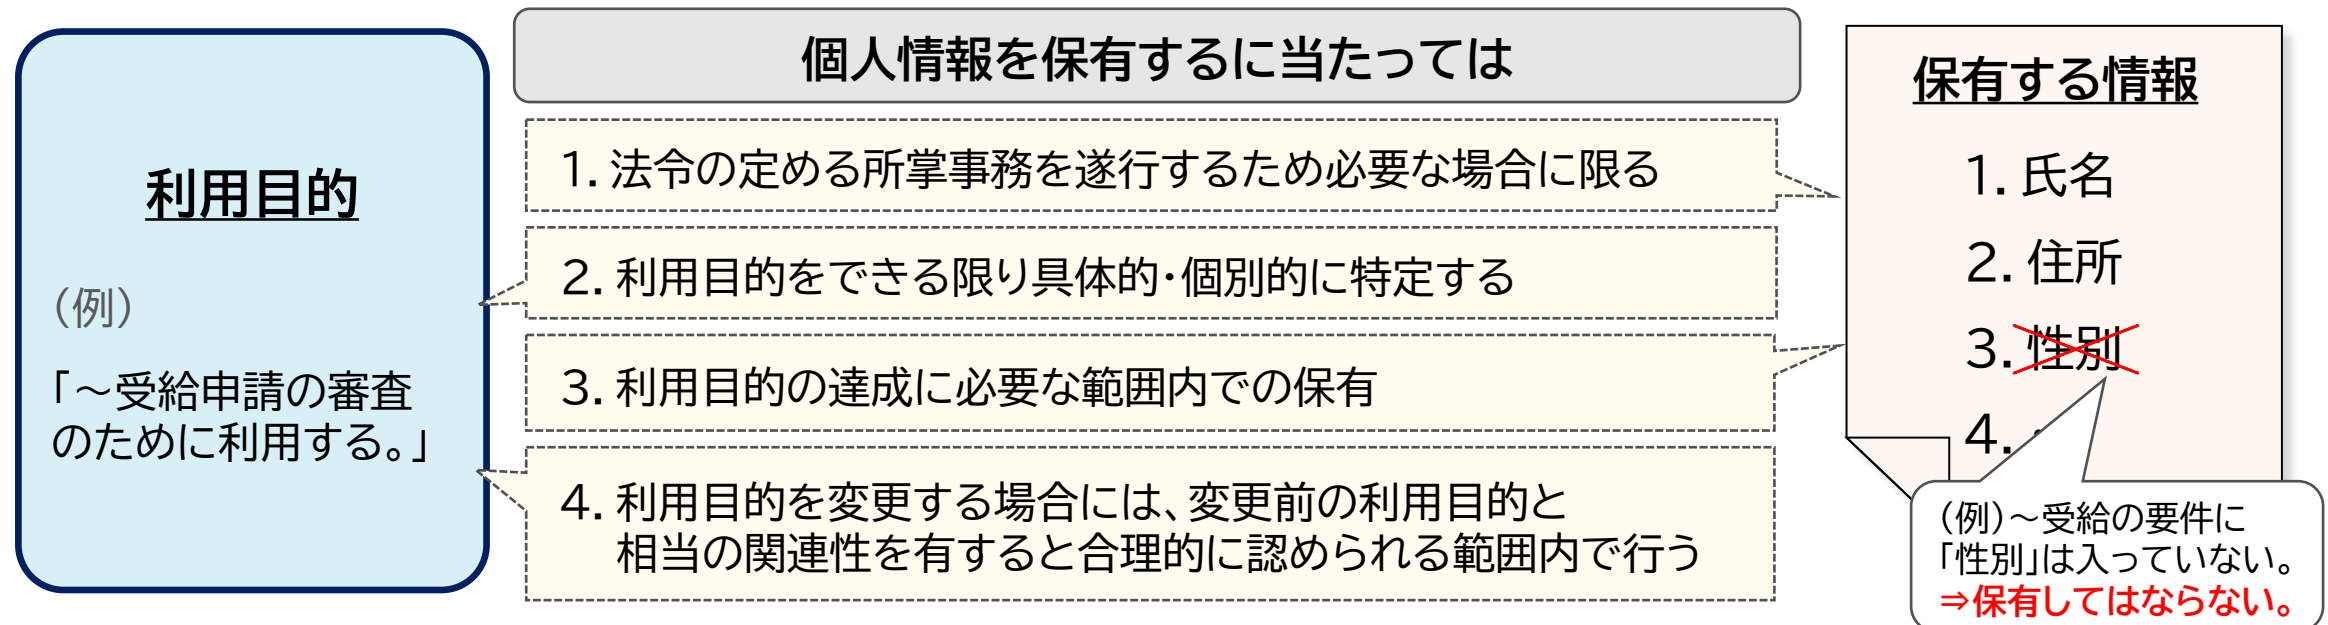 利用目的
（例）
「～受給申請の審査
のために利用する。」
個人情報を保有するに当たっては
1. 法令の定める所掌事務を遂行するため必要な場合に限る
2. 利用目的をできる限り具体的・個別的に特定する
3. 利用目的の達成に必要な範囲内での保有
4. 利用目的を変更する場合には、変更前の利用目的と
相当の関連性を有すると合理的に認められる範囲内で行う
保有する情報
1. 氏名
2. 住所
3. 性別
4.
（例）～受給の要件に
「性別」は入っていない。
⇒保有してはならない。